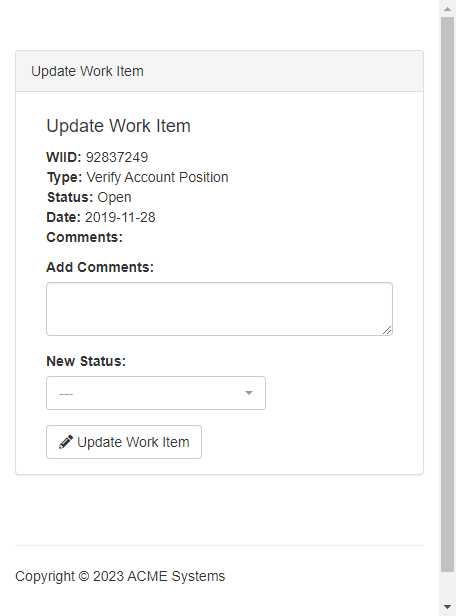 Update Work Item
Update Work Item
WIID: 92837249
Type: Verify Account Position
Status: Open
Date: 2019-11-28
Comments:
Add Comments:
New Status:
---
Update Work Item
Copyright © 2023 ACME Systems